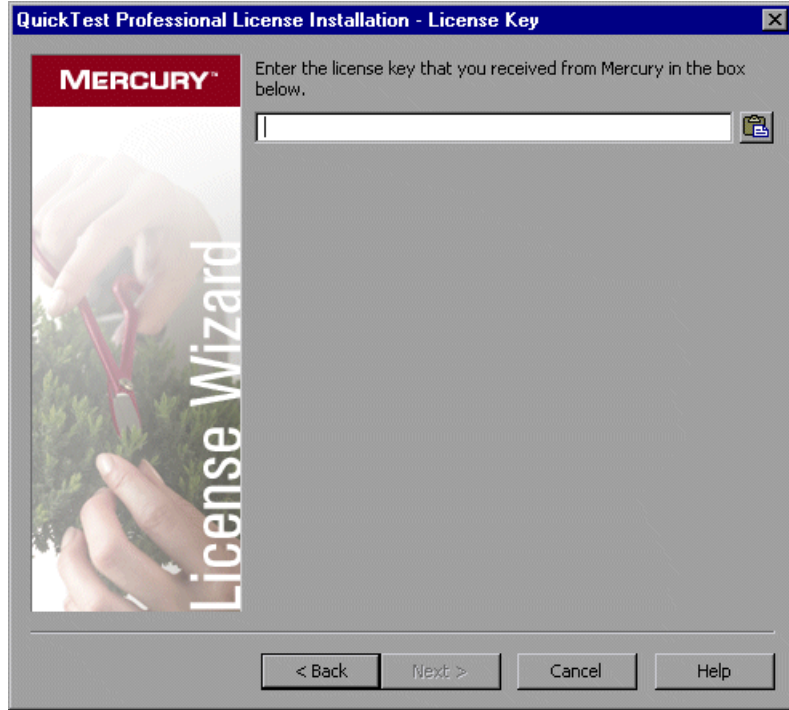 QuickTest Professional License Installation - License Key
MERCURY™
Enter the license key that you received from Mercury in the box
below.
License Wizard
< Back
Next >
Cancel
Help